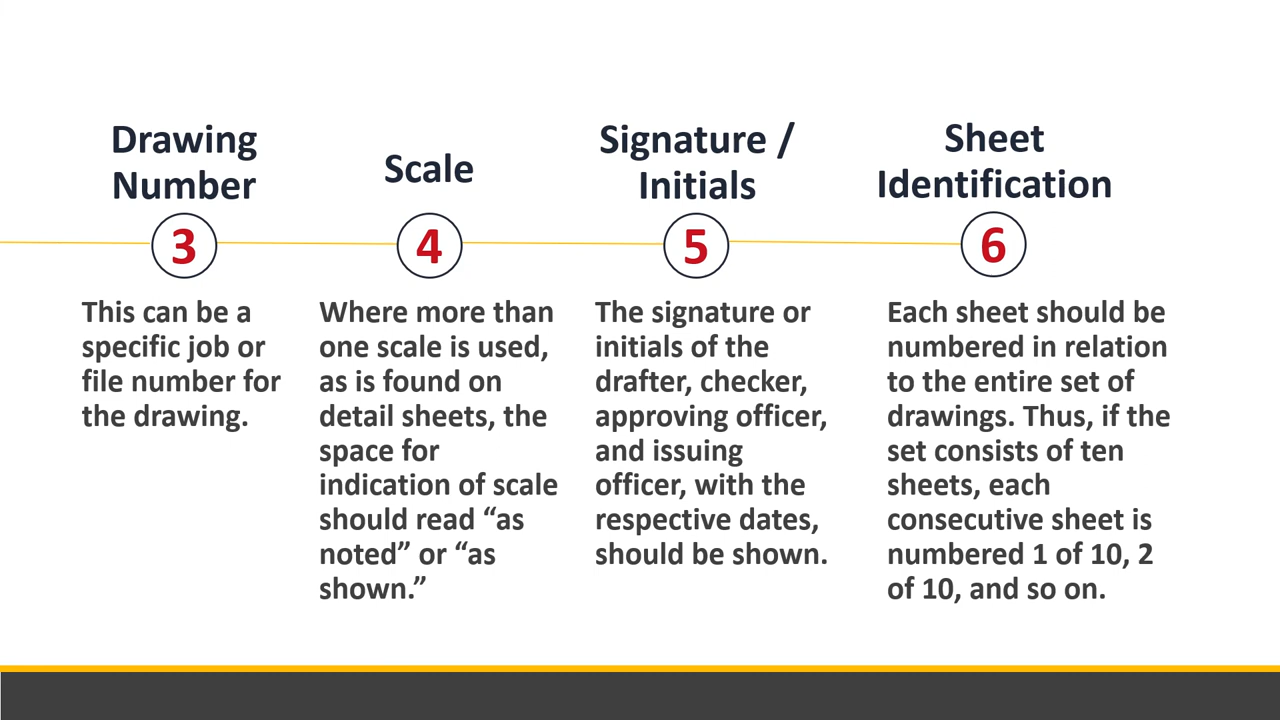 Drawing
Number
3
This can be a
specific job or
file number for
the drawing.
Scale
4
Where more than
one scale is used,
as is found on
detail sheets, the
space for
indication of scale
should read “as
noted” or “as
shown.”
Signature /
Initials
5
The signature or
initials of the
drafter, checker,
approving officer,
and issuing
officer, with the
respective dates,
should be shown.
Sheet
Identification
6
Each sheet should be
numbered in relation
to the entire set of
drawings. Thus, if the
set consists of ten
sheets, each
consecutive sheet is
numbered 1 of 10, 2
of 10, and so on.